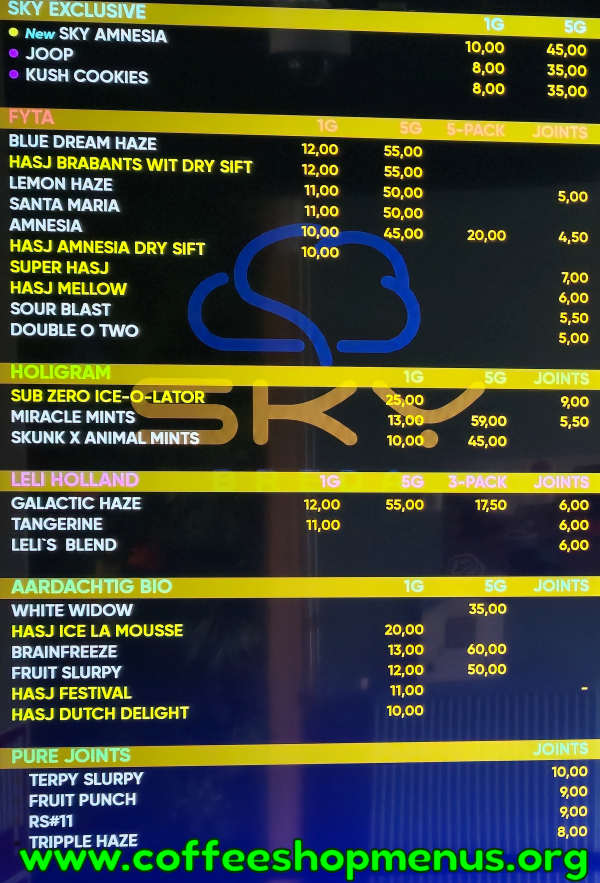 SKY EXCLUSIVE 1G 5G
New SKY AMNESIA 10,00 45,00
JOOP 8,00 35,00
KUSH COOKIES 8,00 35,00
FYTA 1G 5G 5-PACK JOINTS
BLUE DREAM HAZE 12,00 55,00
HASJ BRABANTS WIT DRY SIFT 12,00 55,00
LEMON HAZE 11,00 50,00 5,00
SANTA MARIA 11,00 50,00
AMNESIA 10,00 45,00 20,00 4,50
HASJ AMNESIA DRY SIFT 10,00
SUPER HASJ 7,00
HASJ MELLOW 6,00
SOUR BLAST 5,50
DOUBLE O TWO 5,00
HOLIGRAM 1G 5G JOINTS
SUB ZERO ICE-O-LATOR 25,00 9,00
MIRACLE MINTS 13,00 59,00 5,50
SKUNK X ANIMAL MINTS 10,00 45,00
SKY
BREDA
LELI HOLLAND 1G 5G 3-PACK JOINTS
GALACTIC HAZE 12,00 55,00 17,50 6,00
TANGERINE 11,00 6,00
LELI`S BLEND 6,00
AARDACHTIG BIO 1G 5G JOINTS
WHITE WIDOW 35,00
HASJ ICE LA MOUSSE 20,00
BRAINFREEZE 13,00 60,00
FRUIT SLURPY 12,00 50,00
HASJ FESTIVAL 11,00 -
HASJ DUTCH DELIGHT 10,00
PURE JOINTS JOINTS
TERPY SLURPY 10,00
FRUIT PUNCH 9,00
RS#11 9,00
TRIPPLE HAZE 8,00
www.coffeeshopmenus.org